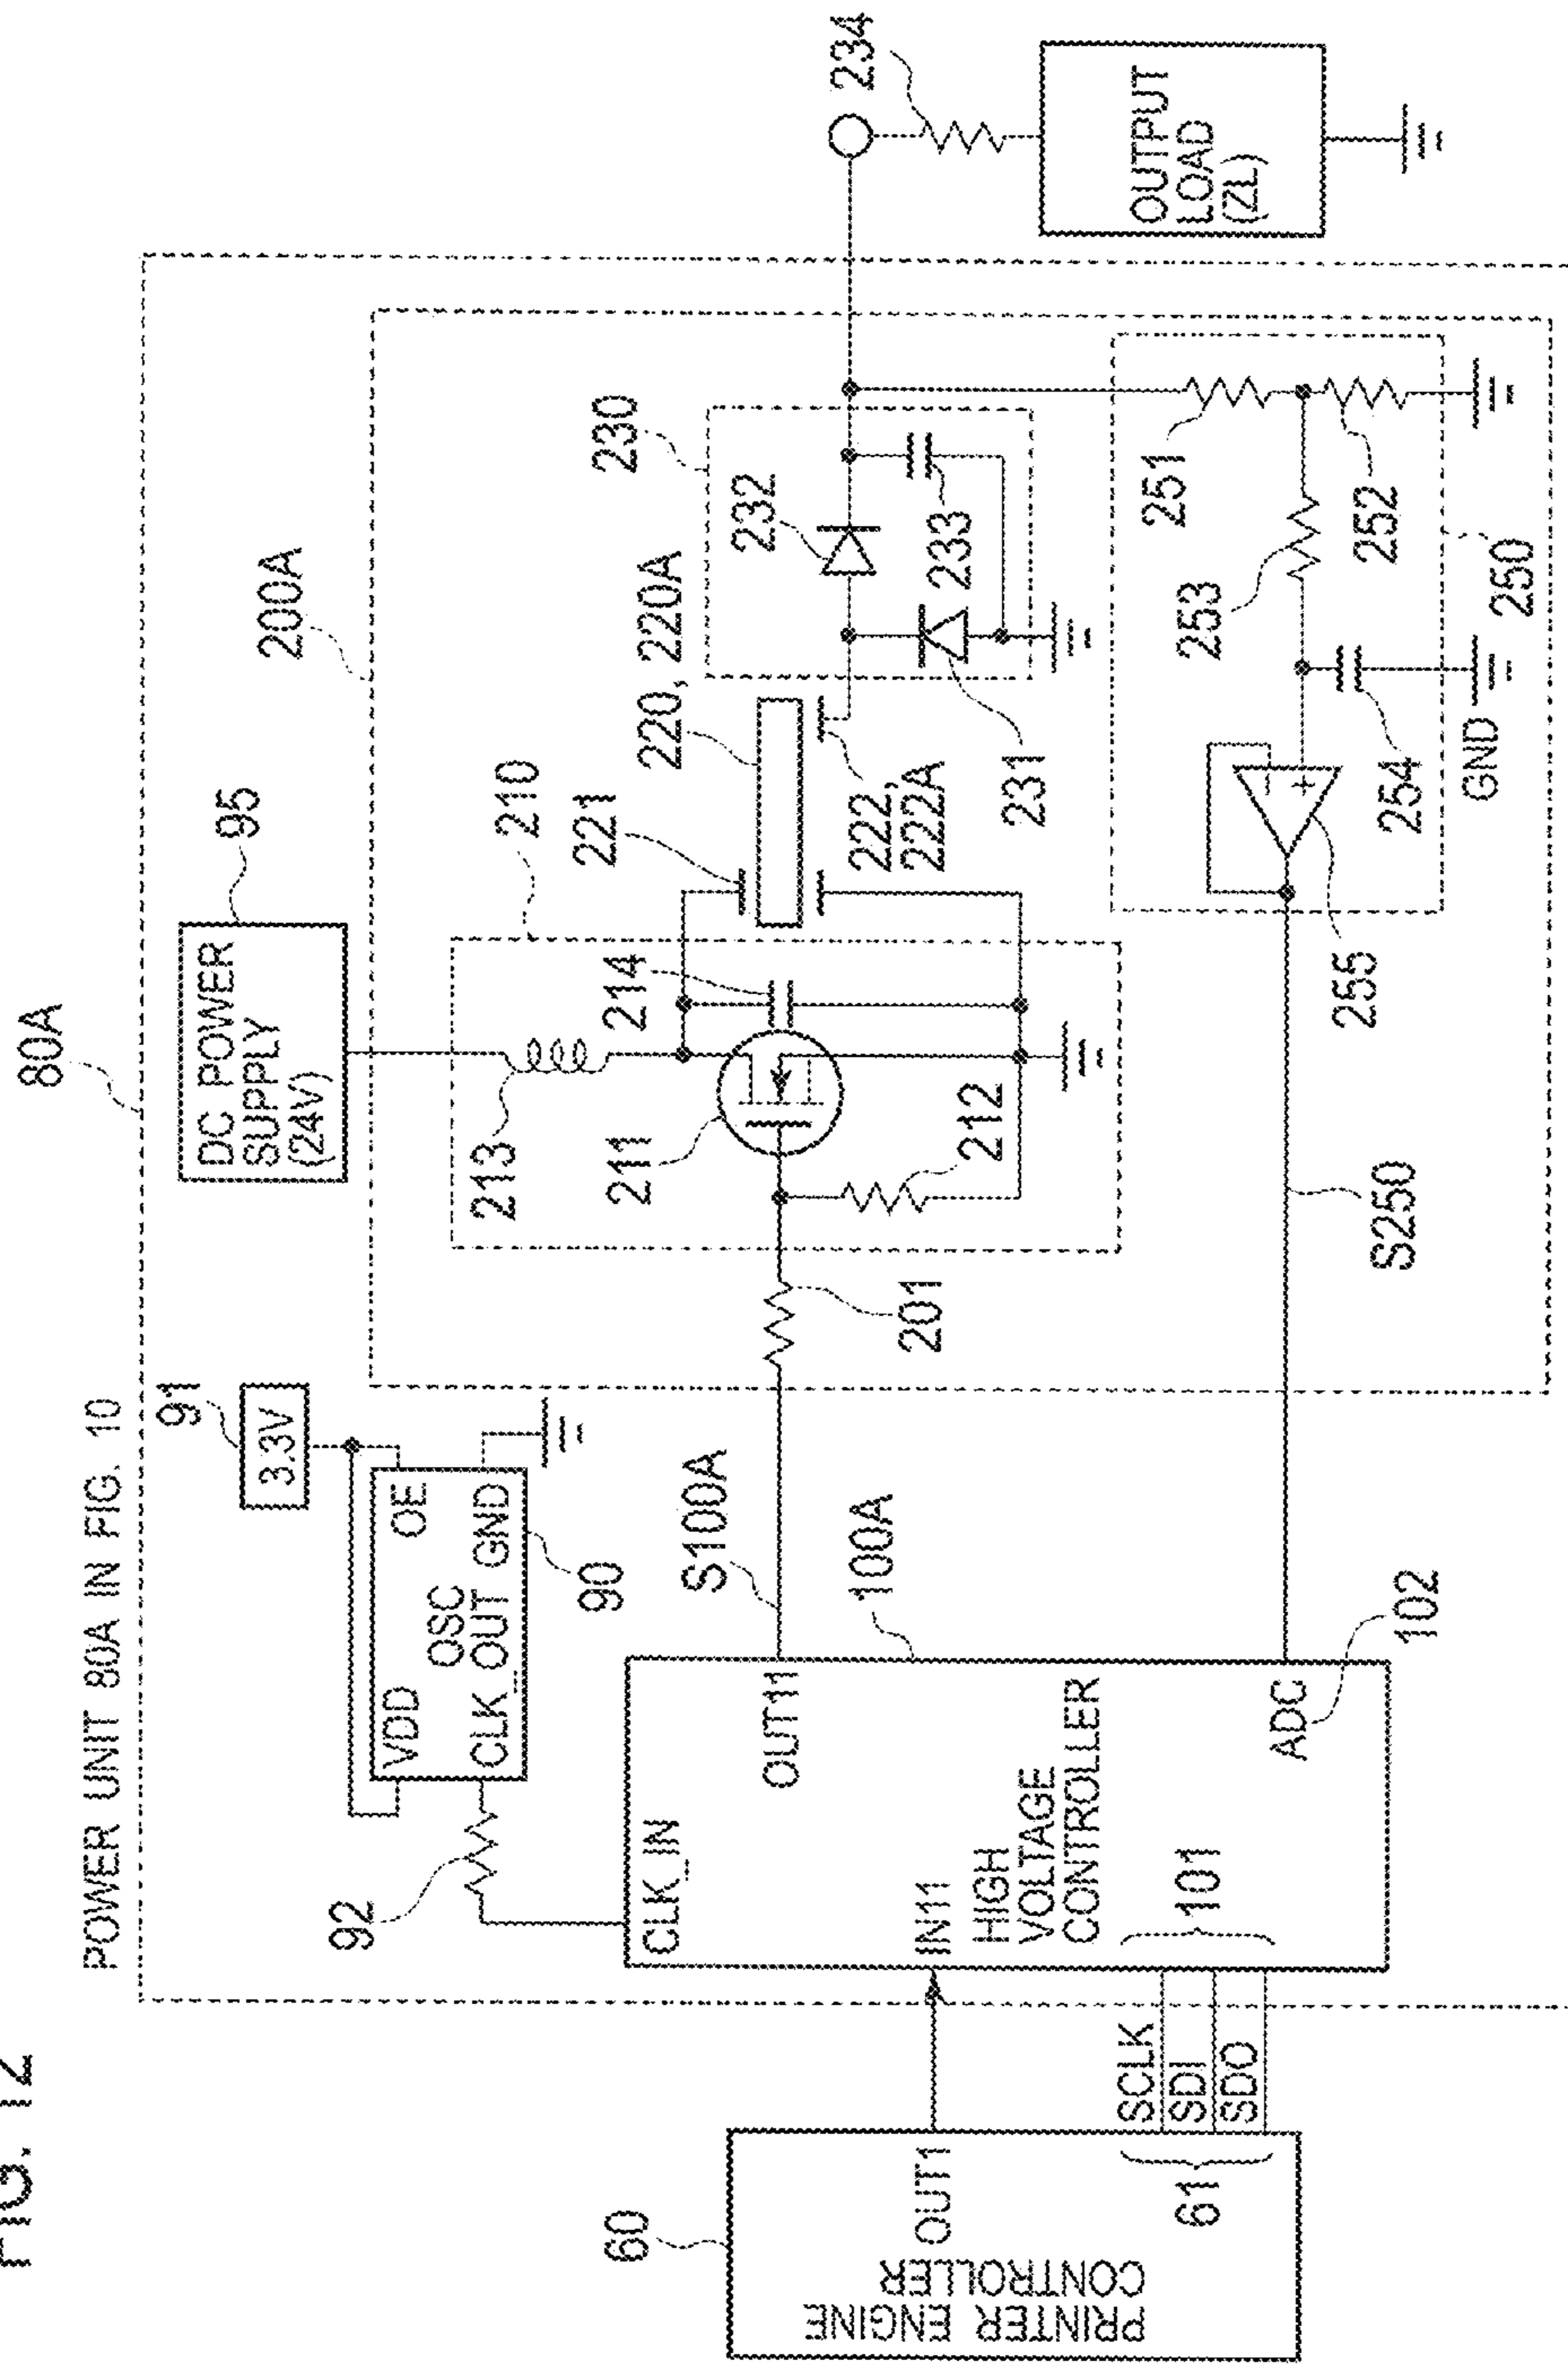 FIG. 12
POWER UNIT 80A IN FIG. 10
80A
91
3.3V
DC POWER
SUPPLY
(24V)
95
200A
VDD
OE
OSC
CLK_OUT
GND
90
92
210
213
214
221
220, 220A
230
232
233
234
211
212
222,
222A
231
S100A
201
CLK_IN
OUT11
100A
60
OUT1
PRINTER ENGINE
CONTROLLER
IN11
HIGH
VOLTAGE
CONTROLLER
SCLK
SDI
SDO
61
101
ADC
102
S250
255
254
253
251
252
250
GND
OUTPUT
LOAD
(ZL)